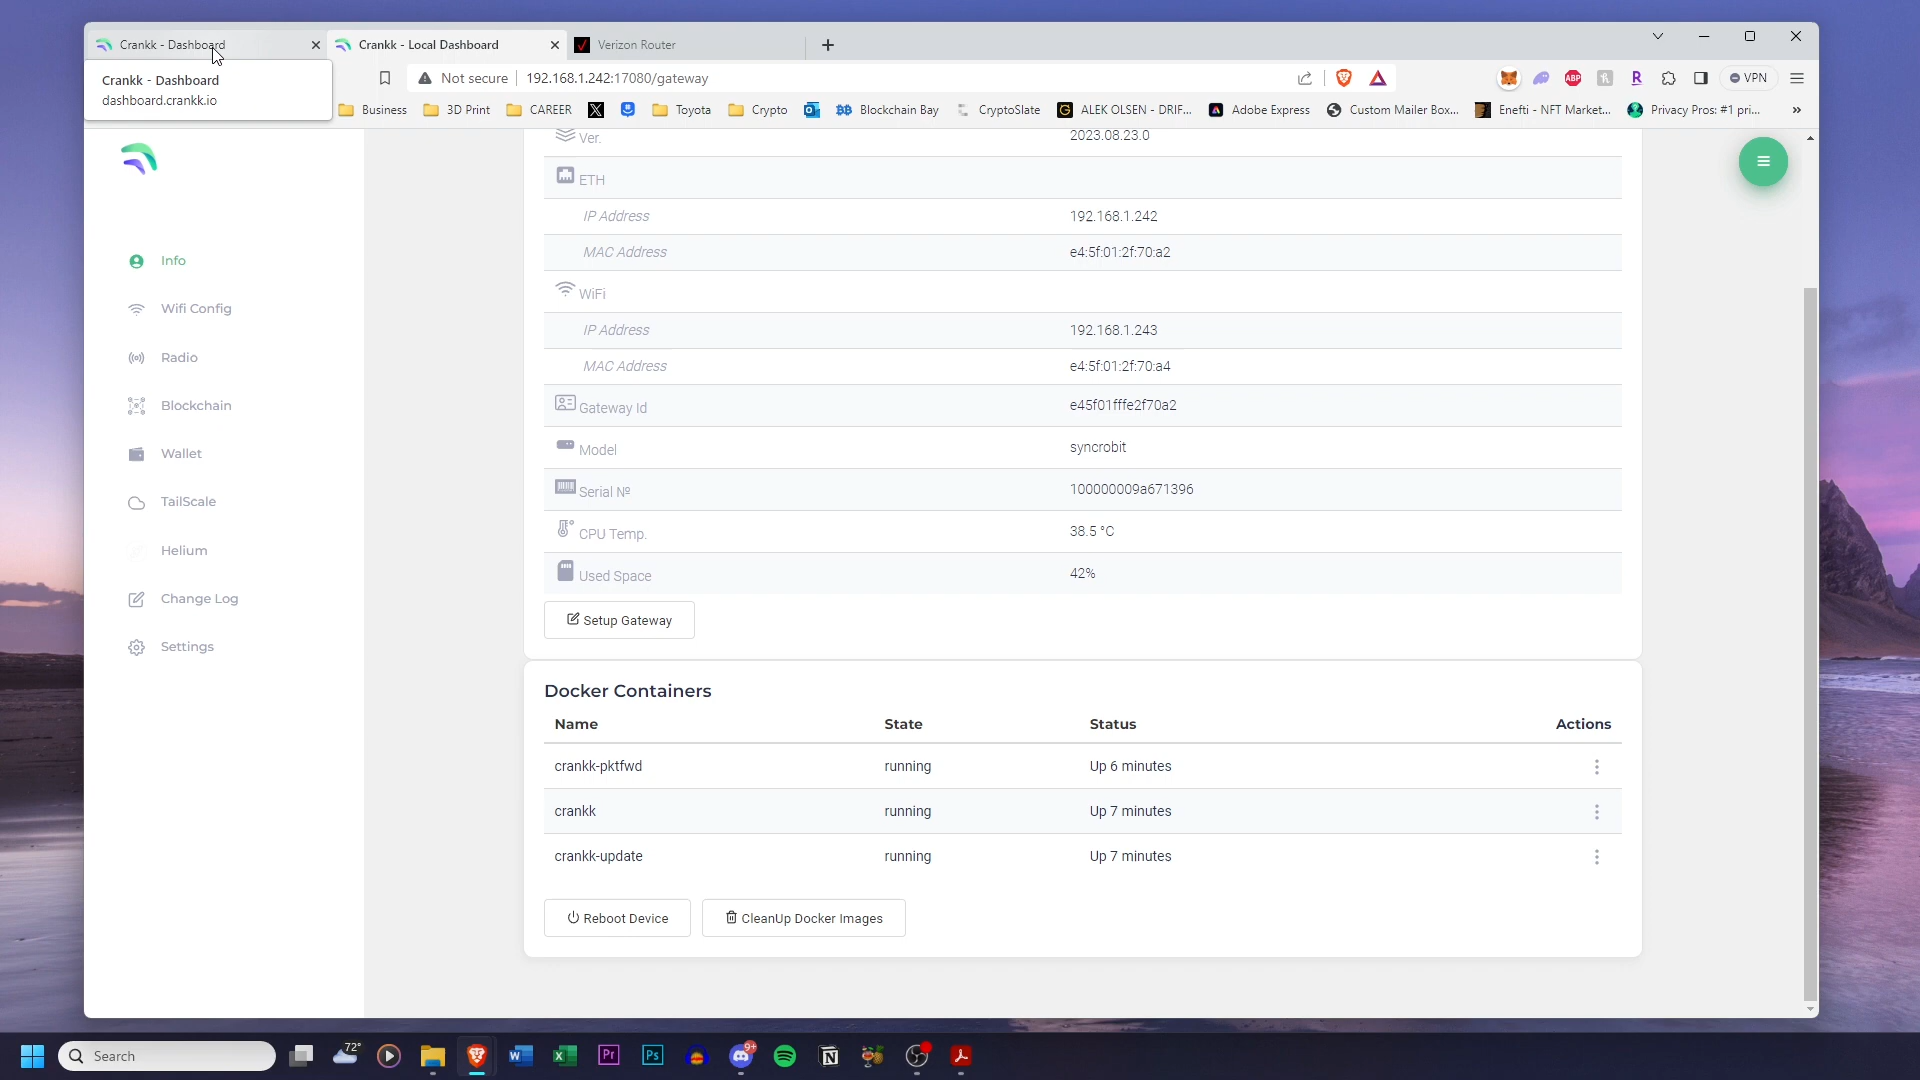 Crankk - Dashboard
Crankk - Local Dashboard
Verizon Router
Crankk - Dashboard
dashboard.crankk.io
Not secure
192.168.1.242:17080/gateway
ABP
VPN
Business
3D Print
CAREER
Toyota
Crypto
Blockchain Bay
CryptoSlate
ALEK OLSEN - DRIF...
Adobe Express
Custom Mailer Box...
Enefti - NFT Market...
Privacy Pros: #1 pri...
»
Ver.
2023.08.23.0
ETH
IP Address
192.168.1.242
MAC Address
e4:5f:01:2f:70:a2
WiFi
IP Address
192.168.1.243
MAC Address
e4:5f:01:2f:70:a4
Gateway Id
e45f01fffe2f70a2
Model
syncrobit
Serial Nº
100000009a671396
CPU Temp.
38.5 °C
Used Space
42%
Setup Gateway
Info
Wifi Config
Radio
Blockchain
Wallet
TailScale
Helium
Change Log
Settings
Docker Containers
Name
State
Status
Actions
crankk-pktfwd
running
Up 6 minutes
crankk
running
Up 7 minutes
crankk-update
running
Up 7 minutes
Reboot Device
CleanUp Docker Images
Search
72°
Pr
Ps
9+